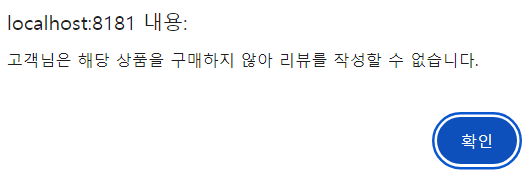 localhost:8181 내용:
고객님은 해당 상품을 구매하지 않아 리뷰를 작성할 수 없습니다.
확인